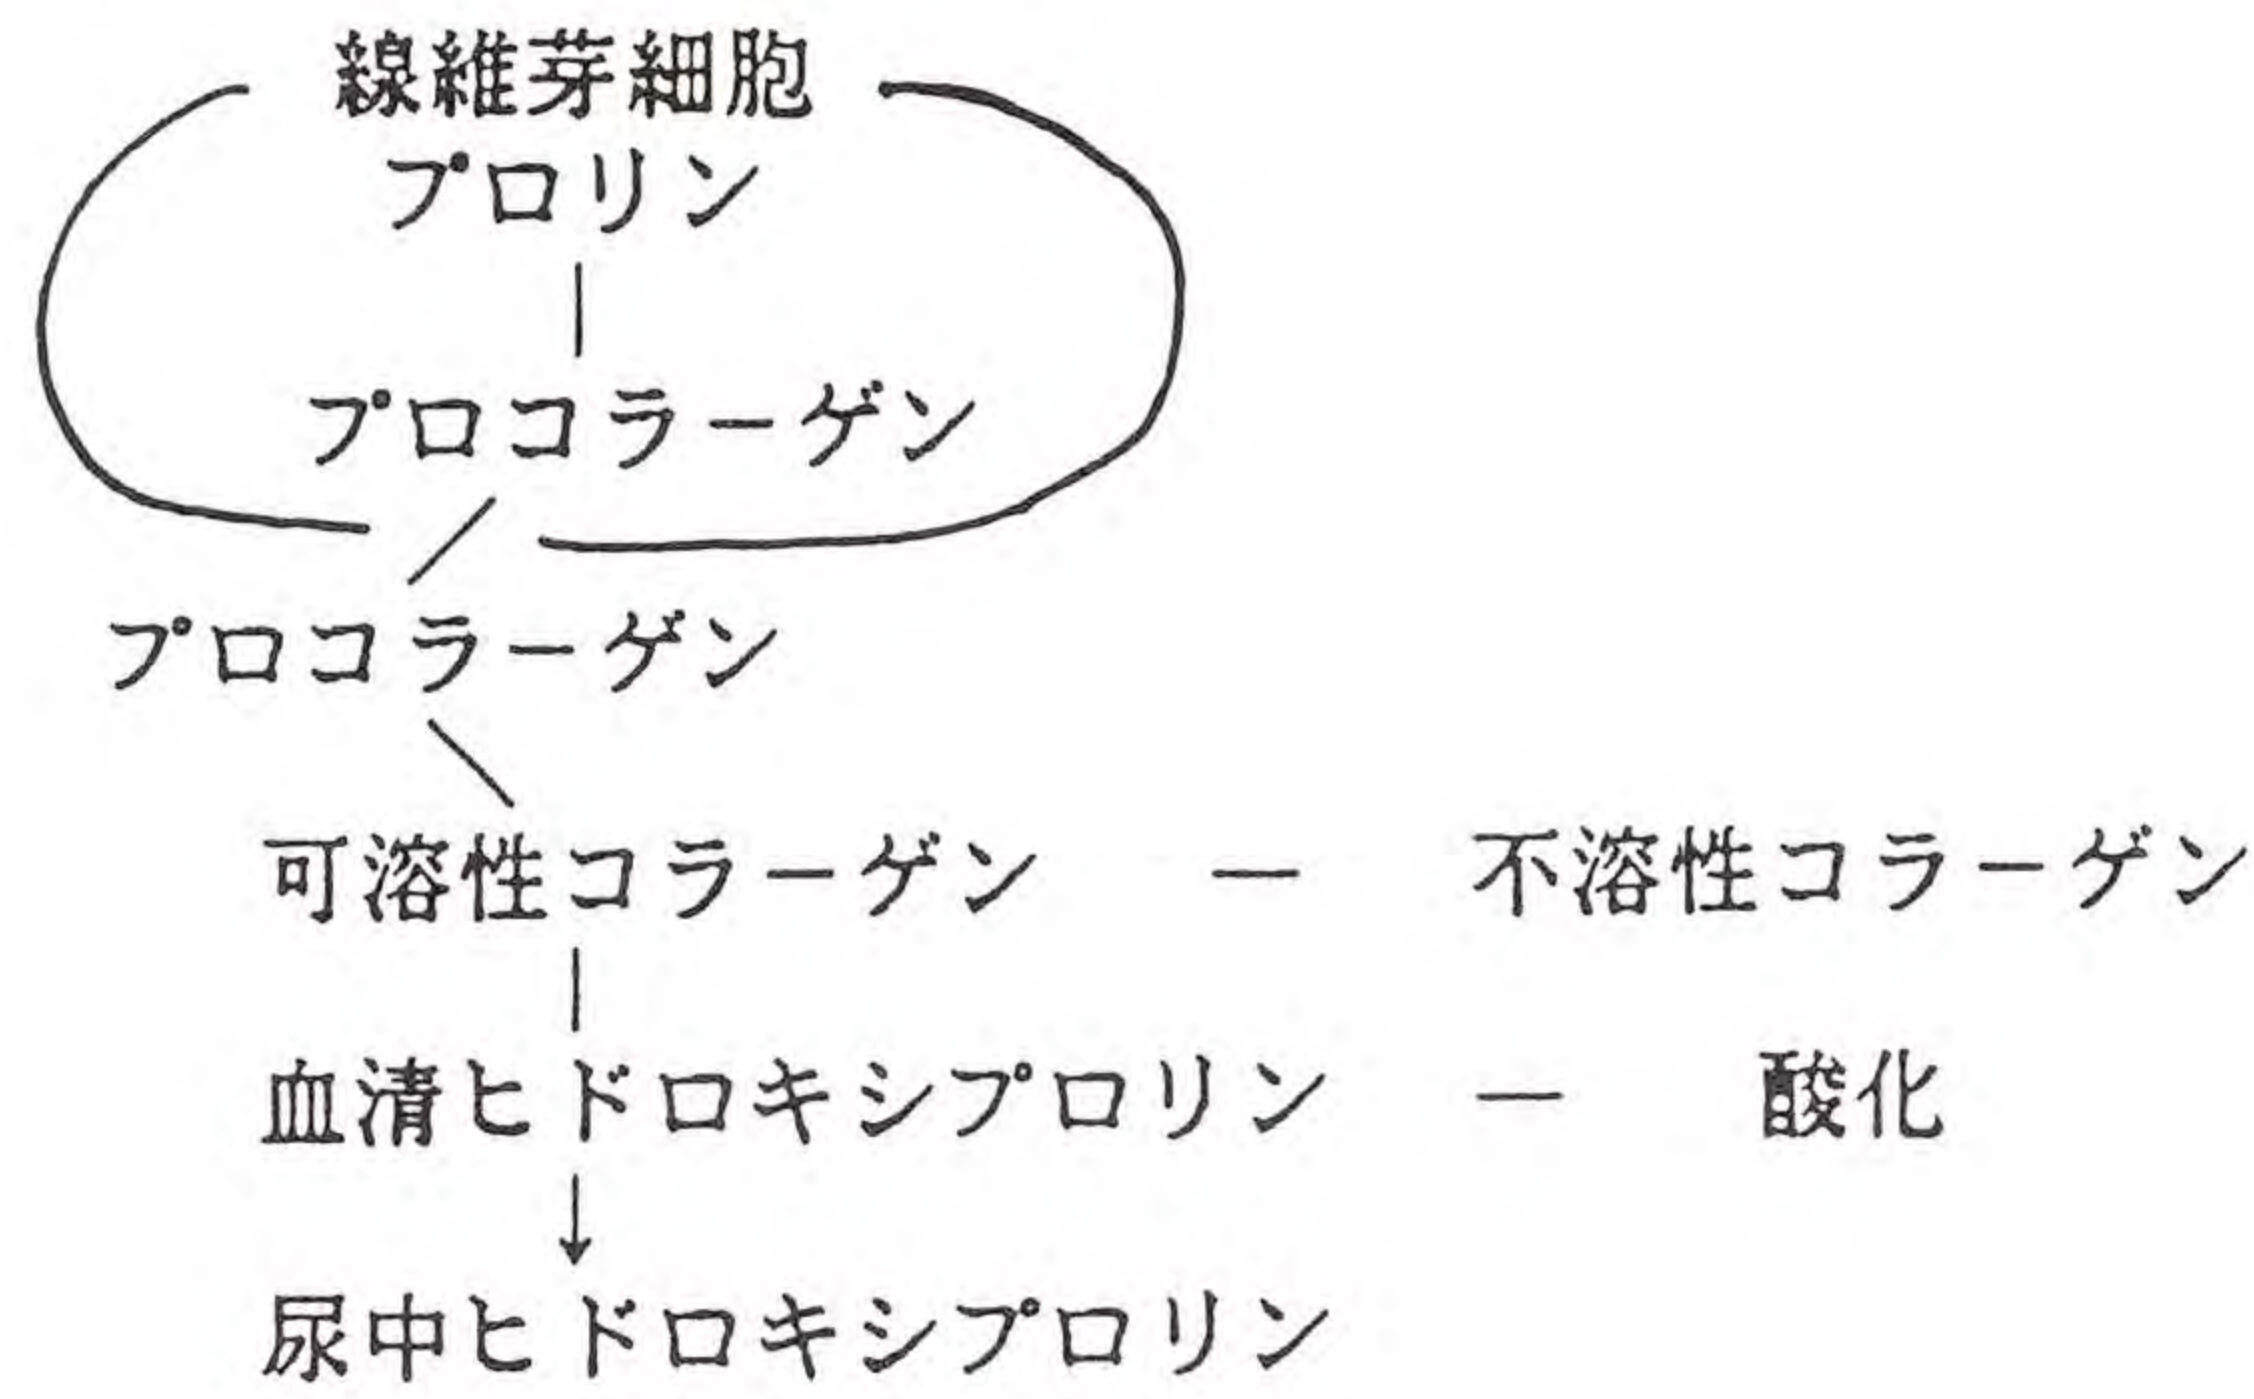 線維芽細胞
プロリン
プロコラーゲン
プロコラーゲン
可溶性コラーゲン － 不溶性コラーゲン
血清ヒドロキシプロリン － 酸化
尿中ヒドロキシプロリン